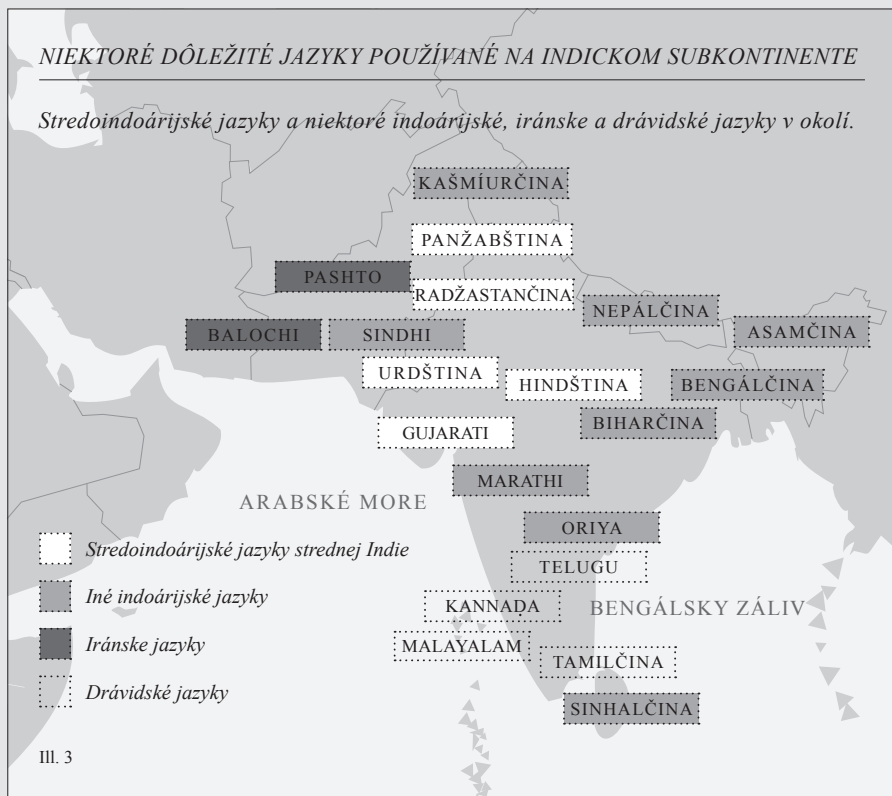 NIEKTORÉ DÔLEŽITÉ JAZYKY POUŽÍVANÉ NA INDICKOM SUBKONTINENTE
Stredoindoárijské jazyky a niektoré indoárijské, iránske a drávidské jazyky v okolí.
KAŠMÍURČINA
PANŽABŠTINA
PASHTO
RADŽASTANČINA
NEPÁLČINA
BALOCHI
SINDHI
ASAMČINA
URDŠTINA
HINDŠTINA
BENGÁLČINA
GUJARATI
BIHARČINA
MARATHI
ARABSKÉ MORE
ORIYA
Stredoindoárijské jazyky strednej Indie
TELUGU
Iné indoárijské jazyky
KANNAḌA
BENGÁLSKY ZÁLIV
Iránske jazyky
MALAYALAM
TAMILČINA
Drávidské jazyky
SINHALČINA
Ill. 3